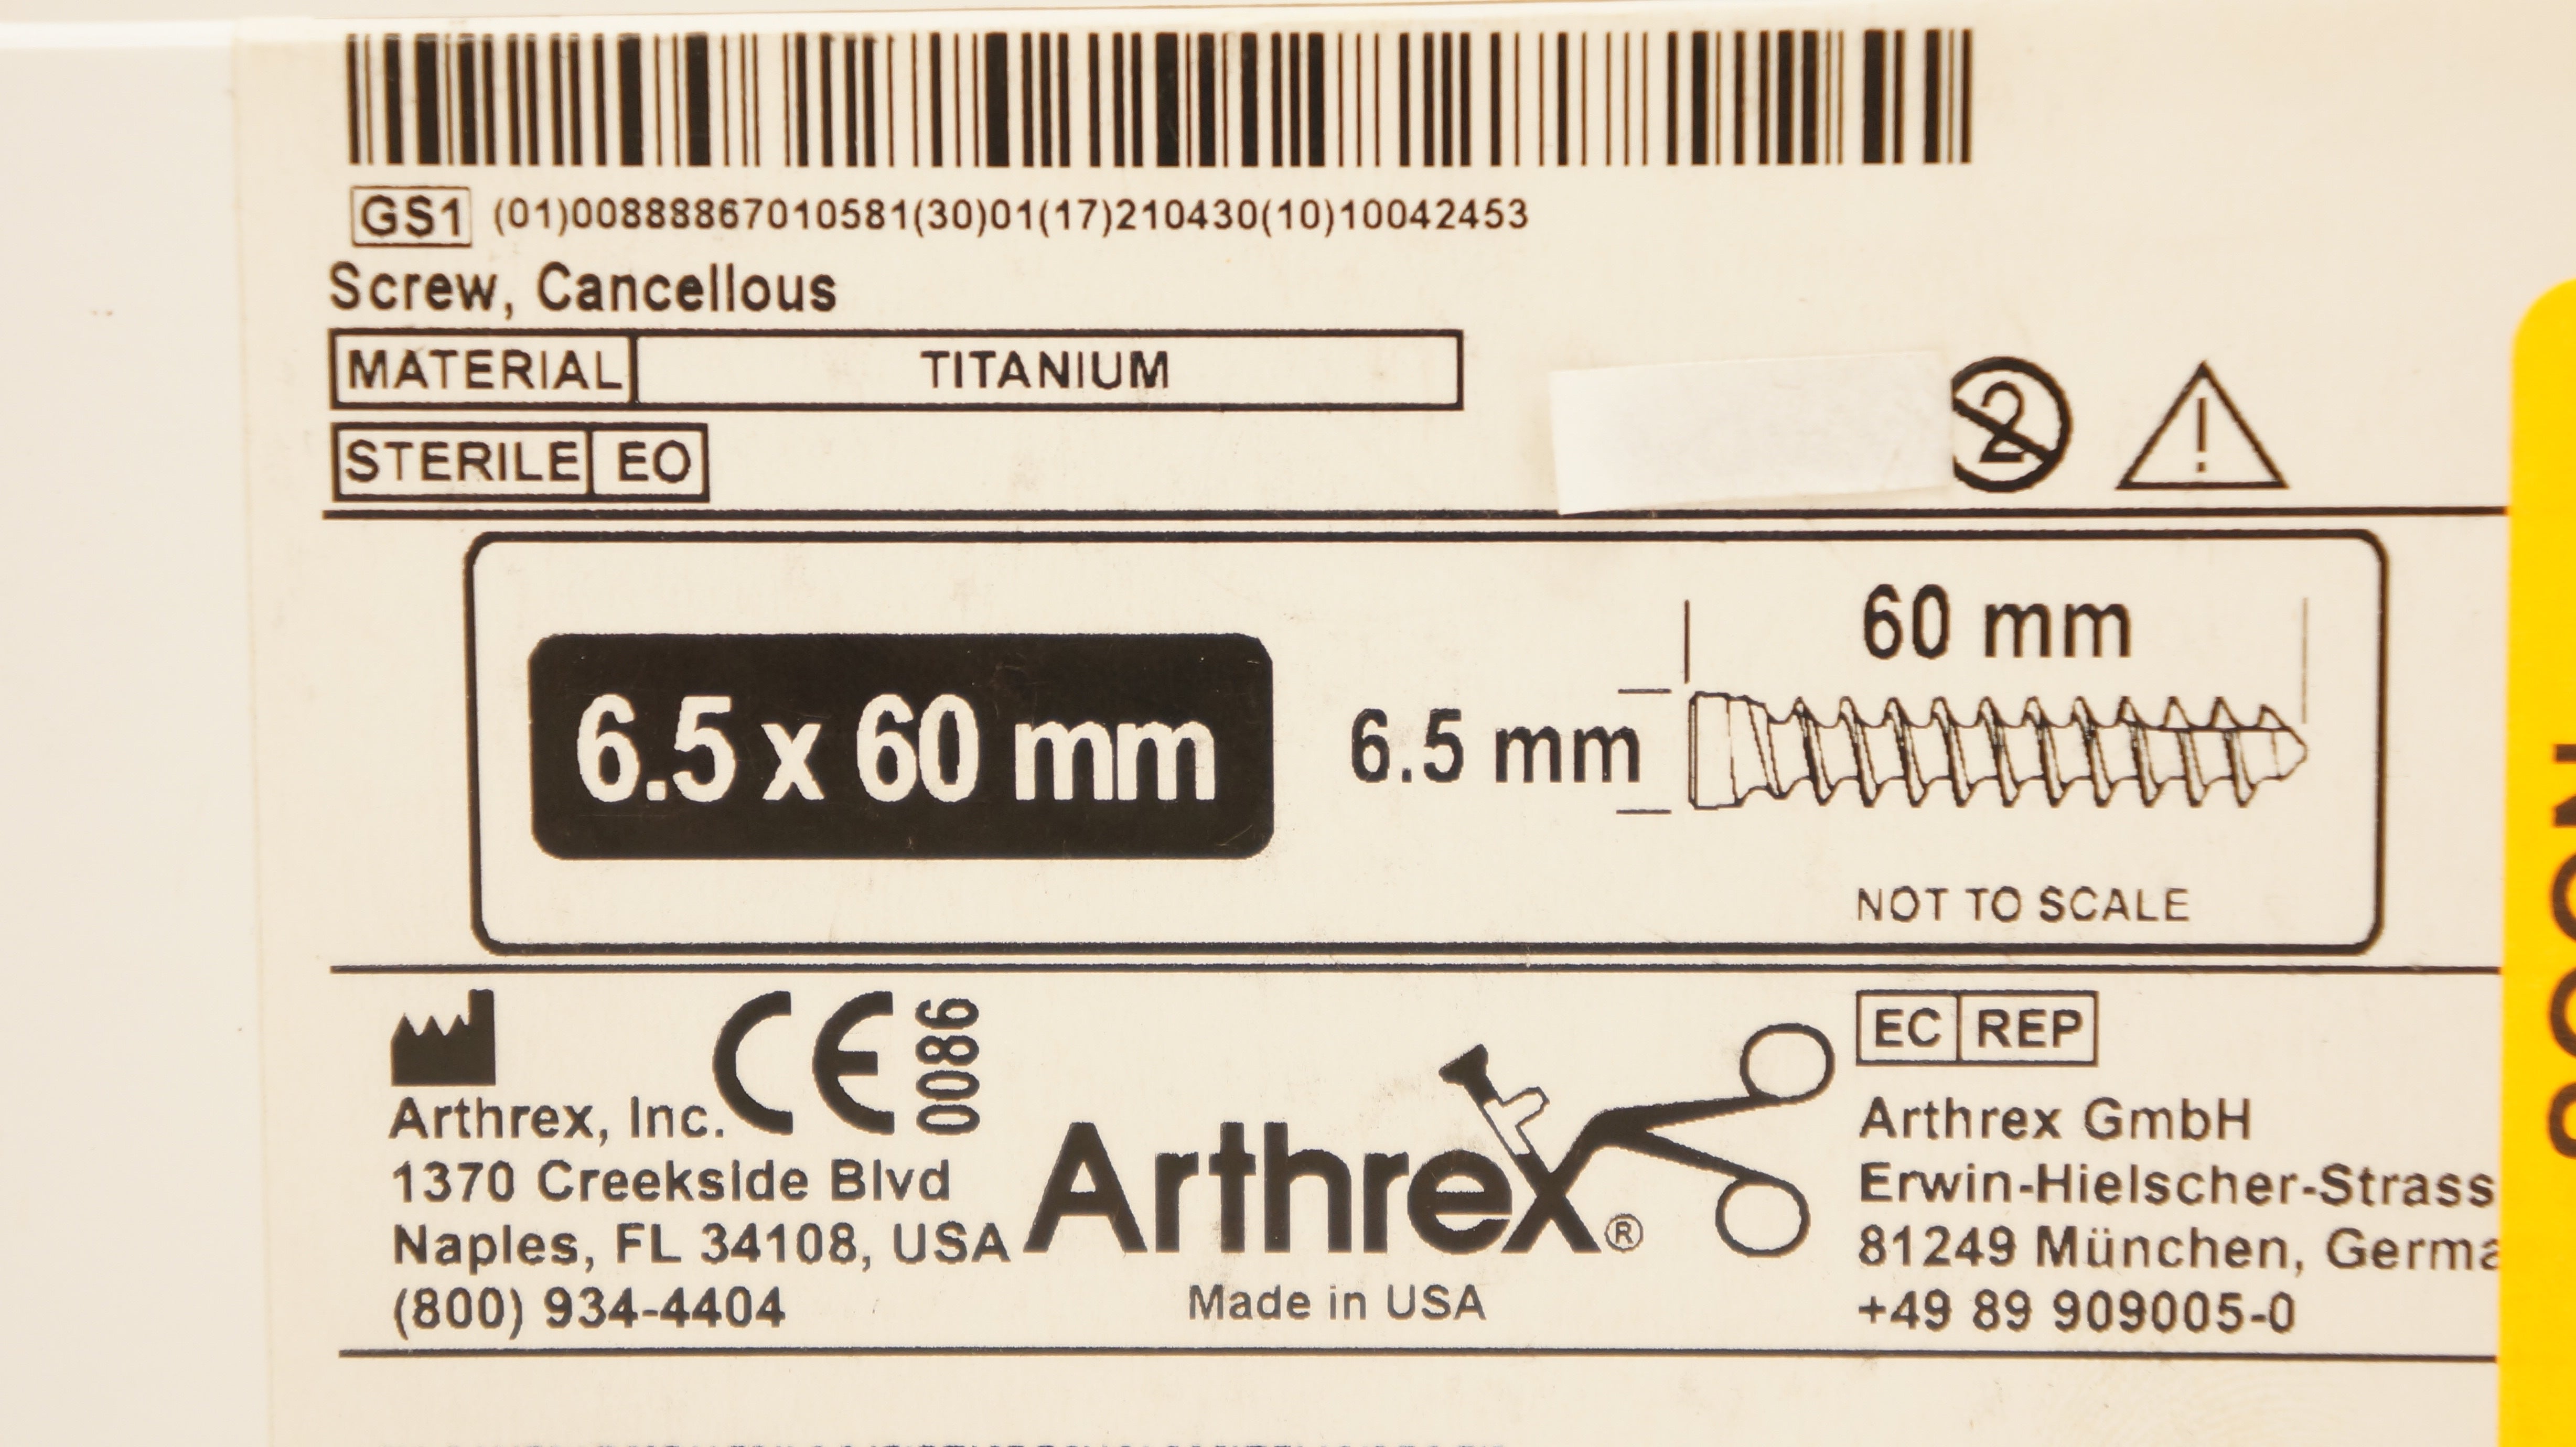 GS1 (01)00888867010581(30)01(17)210430(10)10042453
Screw, Cancellous
MATERIAL TITANIUM
STERILE EO
2
6.5 x 60 mm
60 mm
6.5 mm
NOT TO SCALE
CE 0086
Arthrex, Inc.
1370 Creekside Blvd
Naples, FL 34108, USA
(800) 934-4404
Arthrex®
Made in USA
EC REP
Arthrex GmbH
Erwin-Hielscher-Strass
81249 München, Germa
+49 89 909005-0